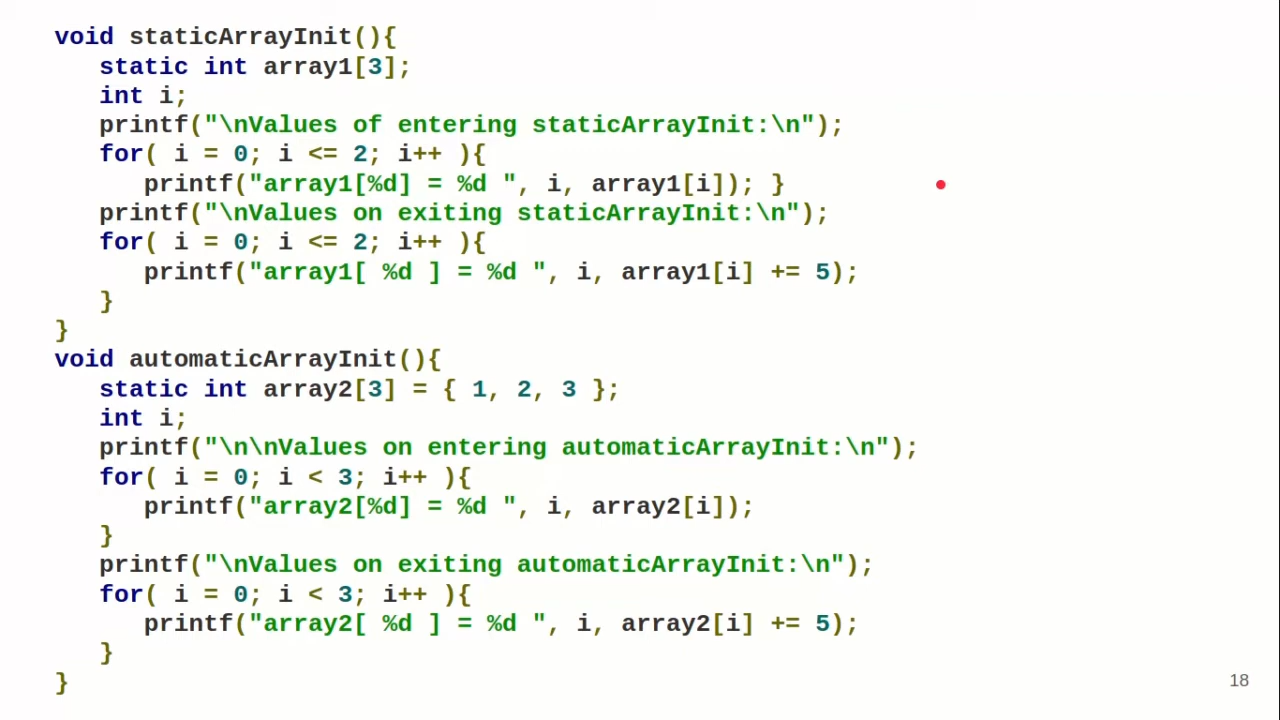 void staticArrayInit(){
   static int array1[3];
   int i;
   printf("\nValues of entering staticArrayInit:\n");
   for( i = 0; i <= 2; i++ ){
      printf("array1[%d] = %d ", i, array1[i]); }
   printf("\nValues on exiting staticArrayInit:\n");
   for( i = 0; i <= 2; i++ ){
      printf("array1[ %d ] = %d ", i, array1[i] += 5);
   }
}
void automaticArrayInit(){
   static int array2[3] = { 1, 2, 3 };
   int i;
   printf("\n\nValues on entering automaticArrayInit:\n");
   for( i = 0; i < 3; i++ ){
      printf("array2[%d] = %d ", i, array2[i]);
   }
   printf("\nValues on exiting automaticArrayInit:\n");
   for( i = 0; i < 3; i++ ){
      printf("array2[ %d ] = %d ", i, array2[i] += 5);
   }
}
18